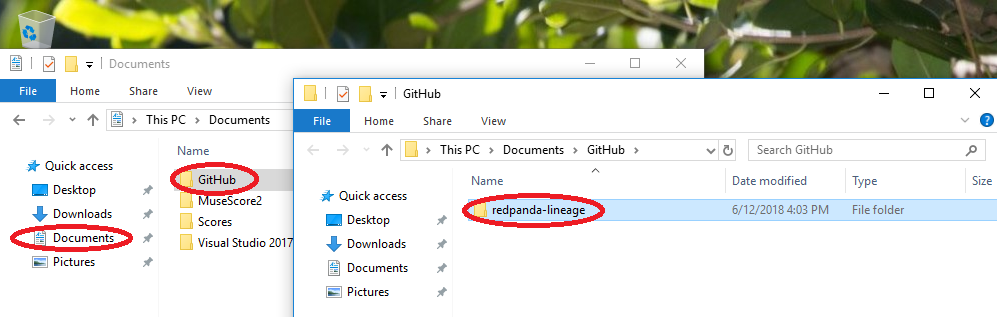 Documents
File Home Share View
This PC Documents
Quick access
Desktop
Downloads
Documents
Pictures
Name
GitHub
MuseScore2
Scores
Visual Studio 2017
GitHub
File Home Share View
This PC Documents GitHub
Search GitHub
Quick access
Desktop
Downloads
Documents
Pictures
Name Date modified Type Size
redpanda-lineage 6/12/2018 4:03 PM File folder